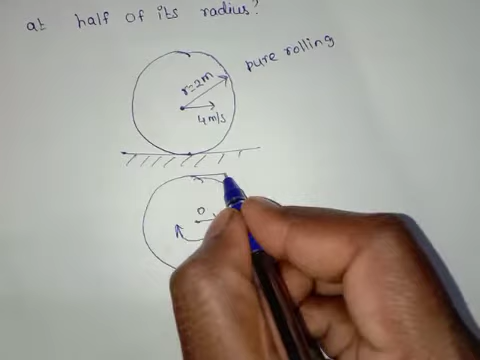 at half of its radius?
pure rolling
r=2m
4m/s
O